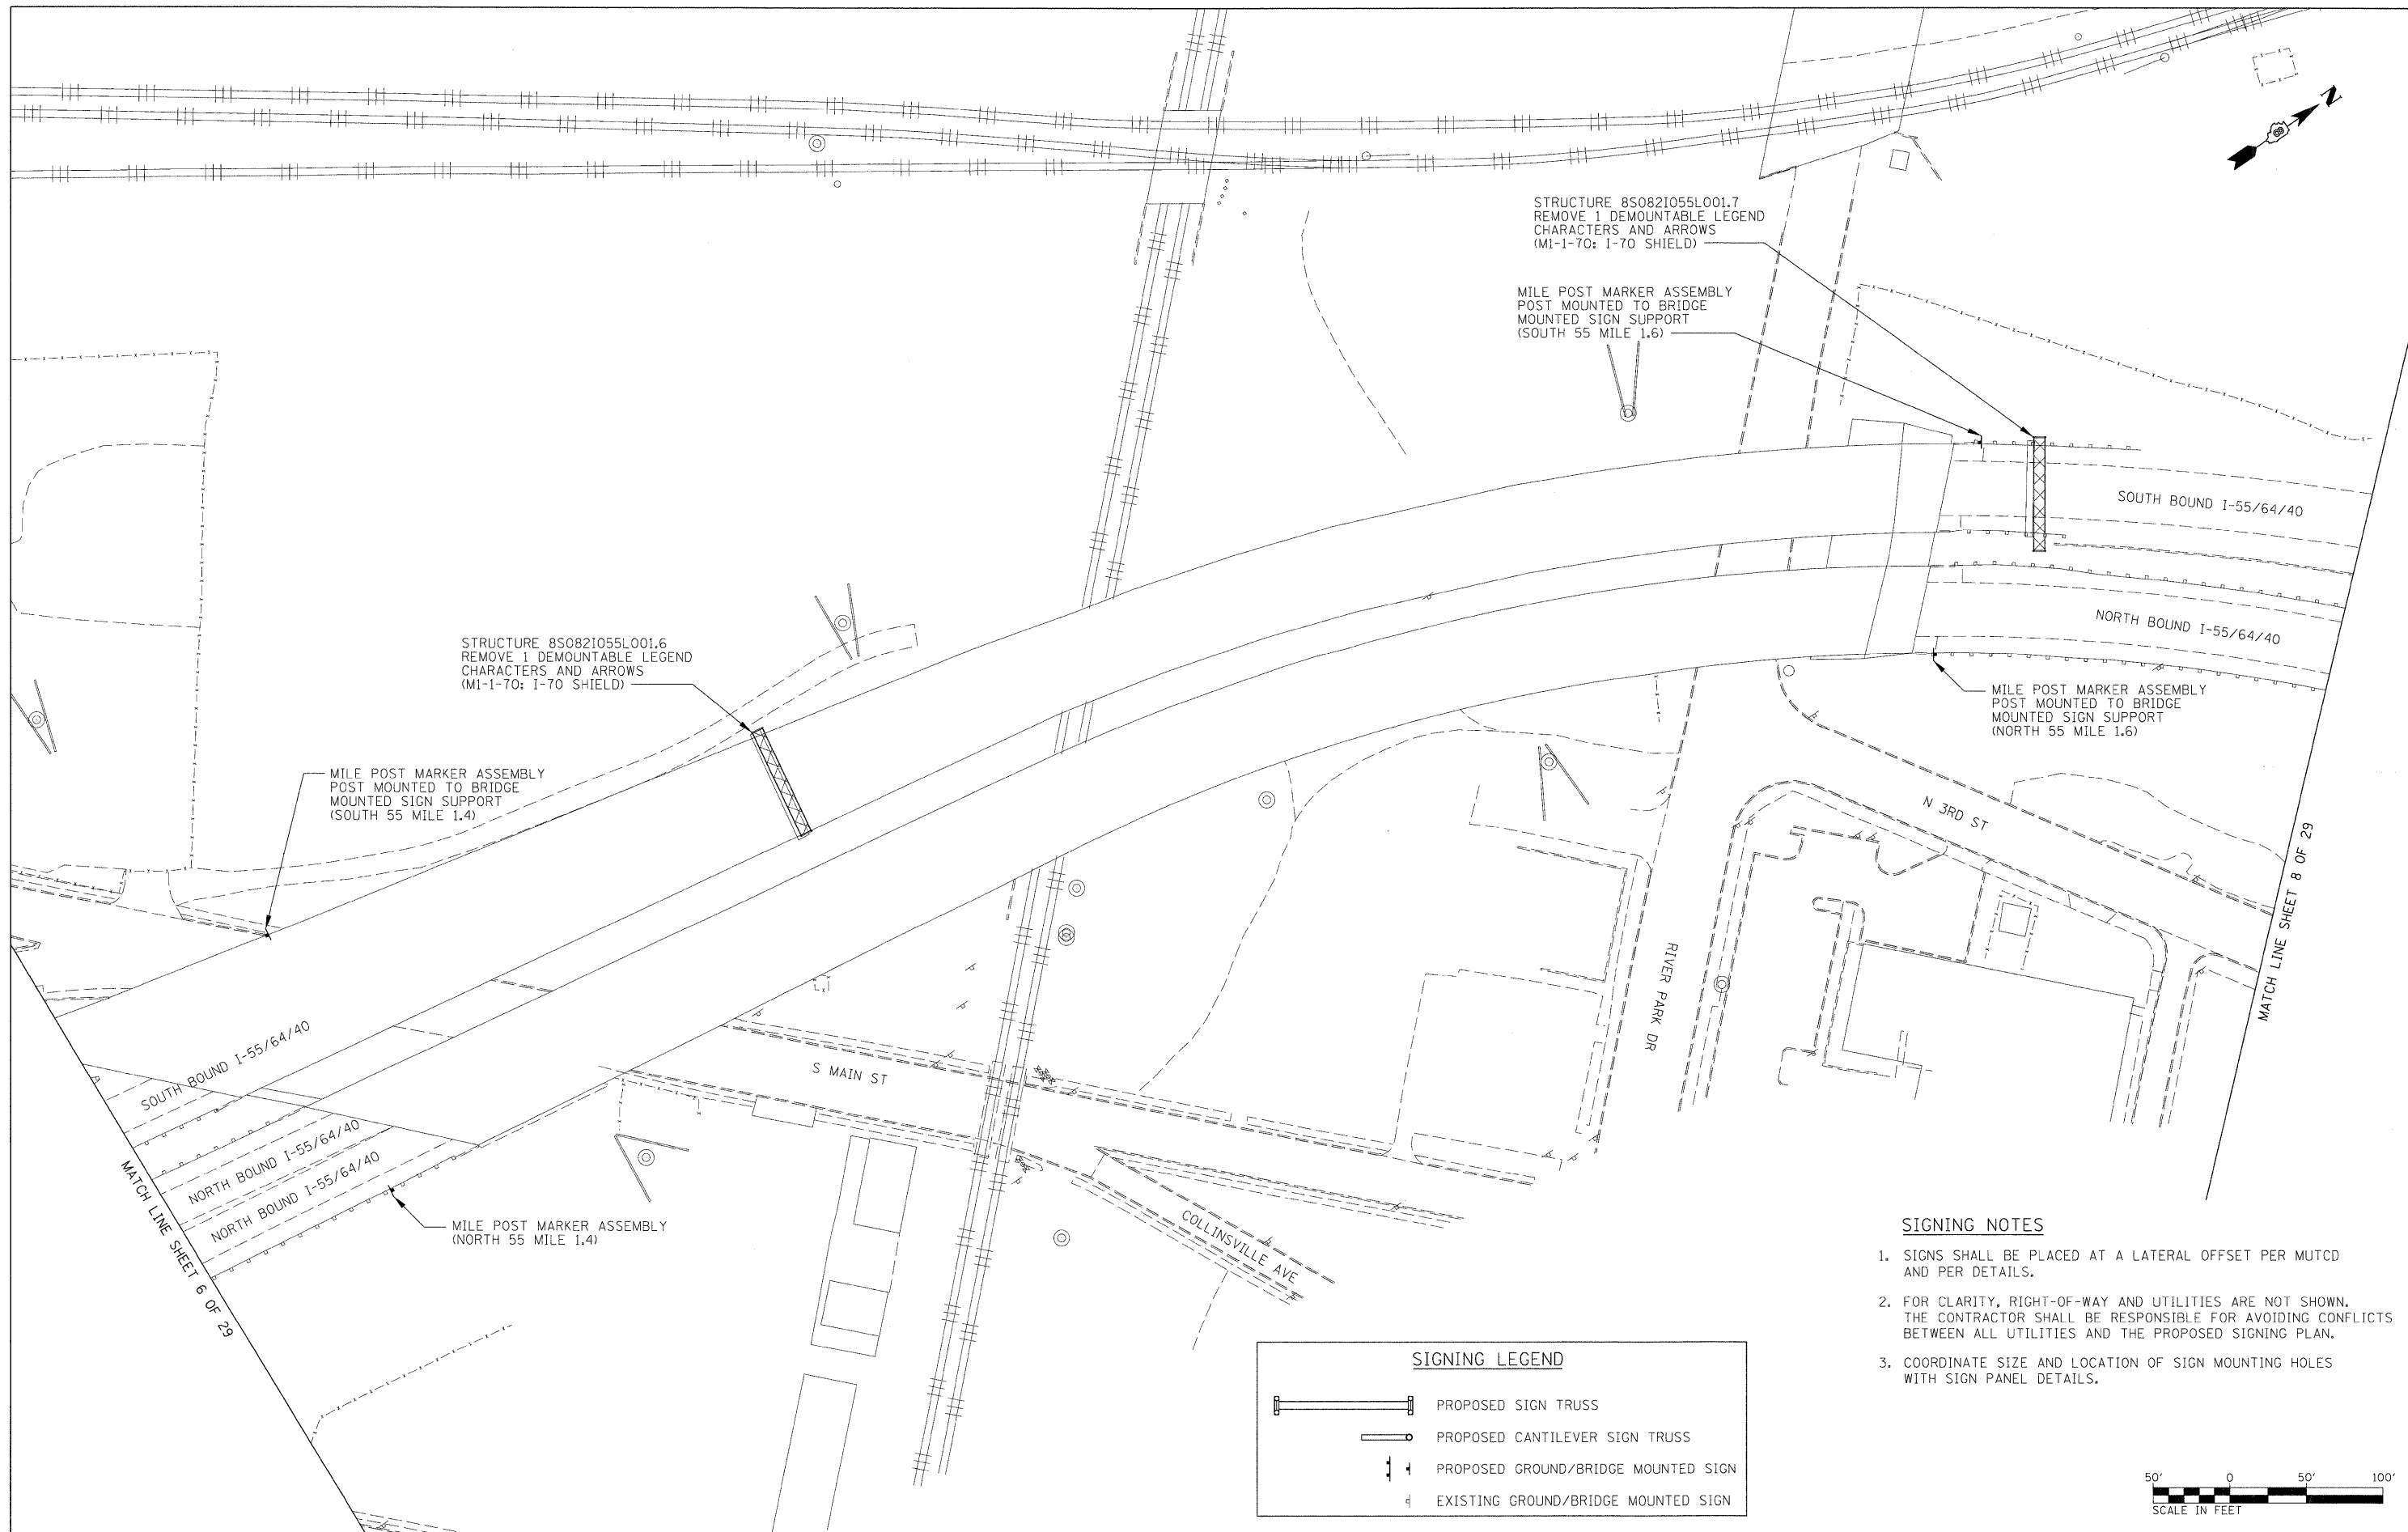 N
STRUCTURE 8S082I055L001.7
REMOVE 1 DEMOUNTABLE LEGEND
CHARACTERS AND ARROWS
(M1-1-70: I-70 SHIELD)
MILE POST MARKER ASSEMBLY
POST MOUNTED TO BRIDGE
MOUNTED SIGN SUPPORT
(SOUTH 55 MILE 1.6)
SOUTH BOUND I-55/64/40
NORTH BOUND I-55/64/40
STRUCTURE 8S082I055L001.6
REMOVE 1 DEMOUNTABLE LEGEND
CHARACTERS AND ARROWS
(M1-1-70: I-70 SHIELD)
MILE POST MARKER ASSEMBLY
POST MOUNTED TO BRIDGE
MOUNTED SIGN SUPPORT
(NORTH 55 MILE 1.6)
MILE POST MARKER ASSEMBLY
POST MOUNTED TO BRIDGE
MOUNTED SIGN SUPPORT
(SOUTH 55 MILE 1.4)
N 3RD ST
MATCH LINE SHEET 8 OF 29
RIVER PARK DR
SOUTH BOUND I-55/64/40
S MAIN ST
NORTH BOUND I-55/64/40
NORTH BOUND I-55/64/40
MATCH LINE SHEET 6 OF 29
MILE POST MARKER ASSEMBLY
(NORTH 55 MILE 1.4)
COLLINSVILLE AVE
SIGNING NOTES
1. SIGNS SHALL BE PLACED AT A LATERAL OFFSET PER MUTCD
AND PER DETAILS.
2. FOR CLARITY, RIGHT-OF-WAY AND UTILITIES ARE NOT SHOWN.
THE CONTRACTOR SHALL BE RESPONSIBLE FOR AVOIDING CONFLICTS
BETWEEN ALL UTILITIES AND THE PROPOSED SIGNING PLAN.
3. COORDINATE SIZE AND LOCATION OF SIGN MOUNTING HOLES
WITH SIGN PANEL DETAILS.
SIGNING LEGEND
PROPOSED SIGN TRUSS
PROPOSED CANTILEVER SIGN TRUSS
PROPOSED GROUND/BRIDGE MOUNTED SIGN
EXISTING GROUND/BRIDGE MOUNTED SIGN
50' 0 50' 100'
SCALE IN FEET